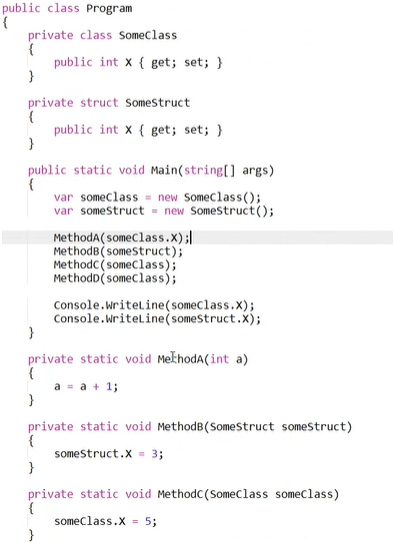 public class Program
{
private class SomeClass
{
public int X { get; set; }
}
private struct SomeStruct
{
public int X { get; set; }
}
public static void Main(string[] args)
{
var someClass = new SomeClass();
var someStruct = new SomeStruct();
MethodA(someClass.X);
MethodB(someStruct);
MethodC(someClass);
MethodD(someClass);
Console.WriteLine(someClass.X);
Console.WriteLine(someStruct.X);
}
private static void MethodA(int a)
{
a = a + 1;
}
private static void MethodB(SomeStruct someStruct)
{
someStruct.X = 3;
}
private static void MethodC(SomeClass someClass)
{
someClass.X = 5;
}